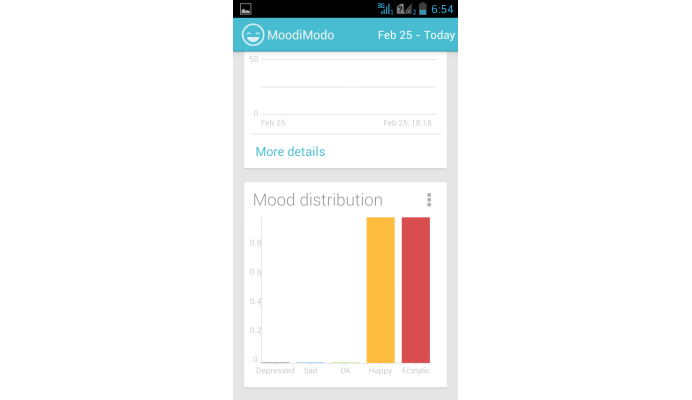 3G 2 6:54
MoodiModo Feb 25 - Today
50
0
Feb 25 Feb 25, 18:18
More details
Mood distribution
0.8
0.6
0.4
0.2
0
Depressed Sad OK Happy Ecstatic